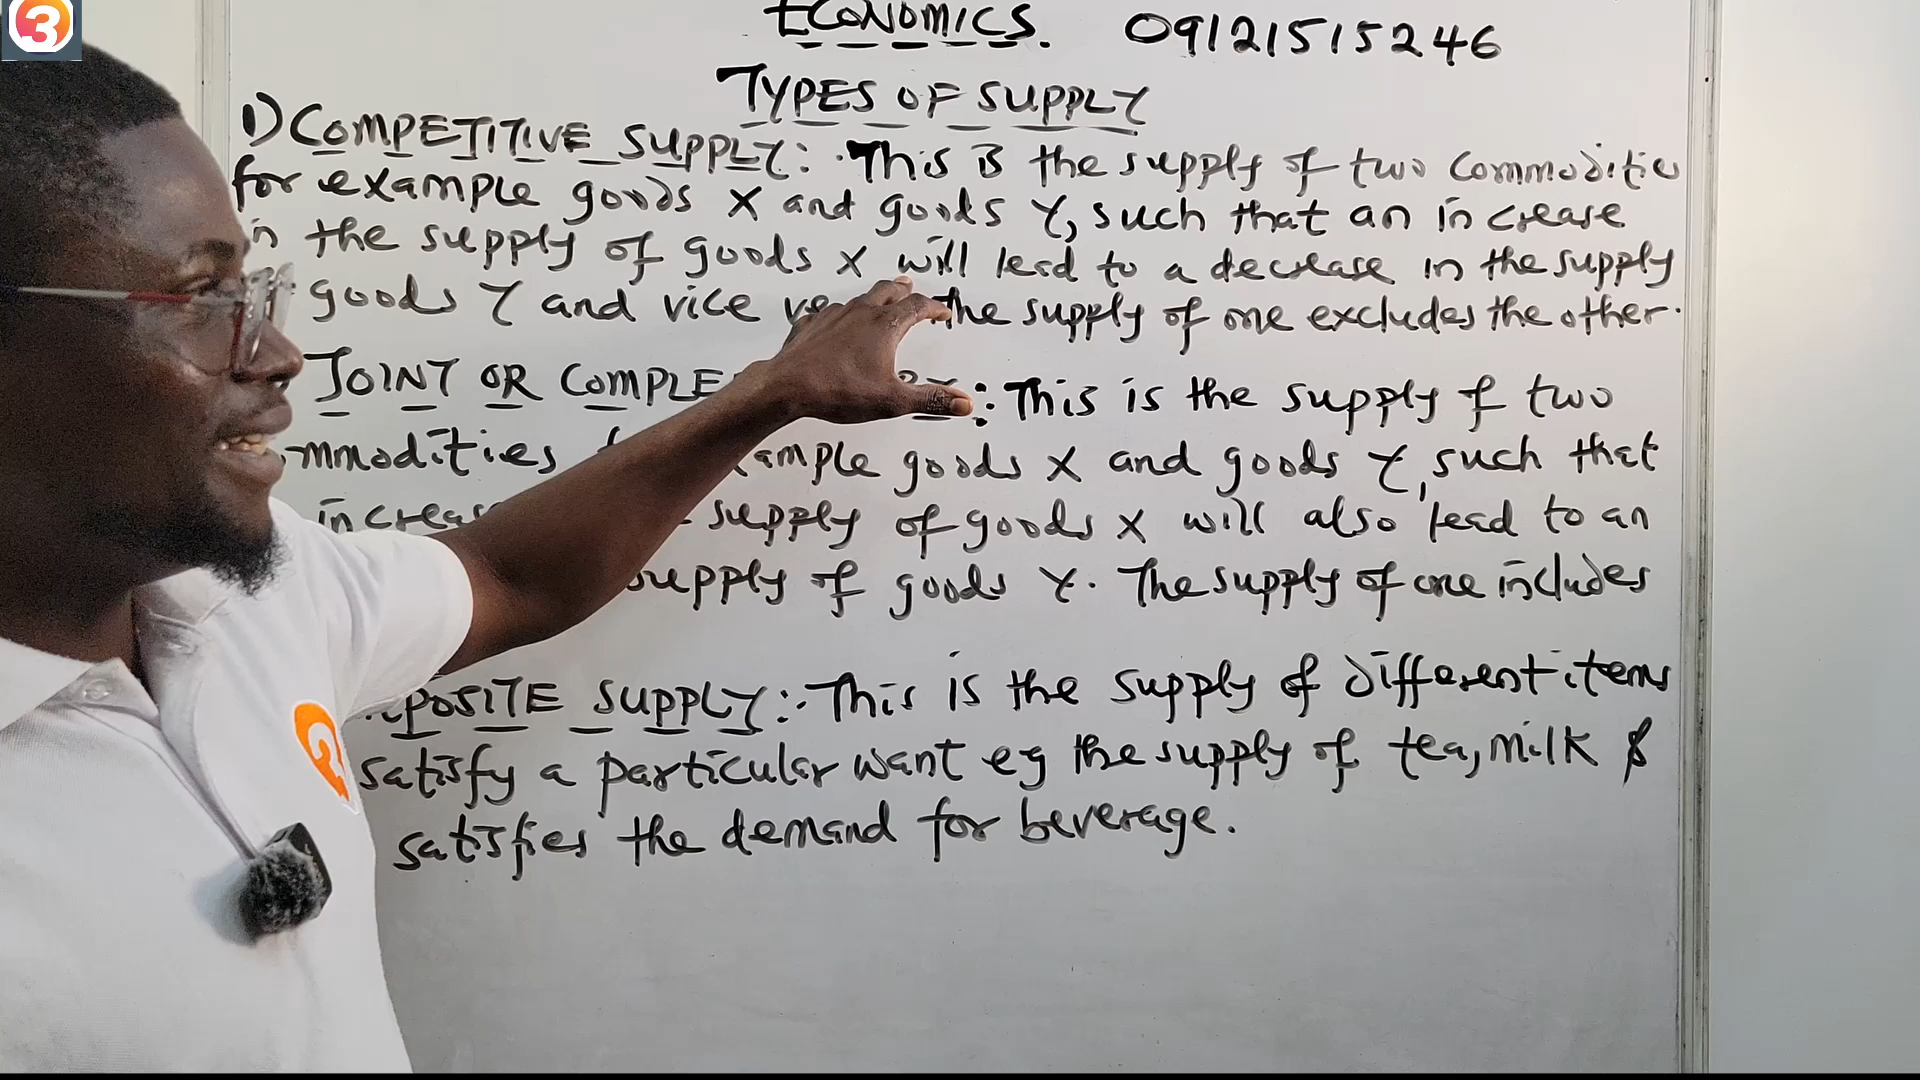 3
ECONOMICS. 09121515246
TYPES OF SUPPLY
1) COMPETITIVE SUPPLY:- This is the supply of two commoditie
for example goods X and goods Y, such that an increase
in the supply of goods X will lead to a decrease in the supply
goods Y and vice ve the supply of one excludes the other.
JOINT OR COMPLE :- This is the supply of two
mmodities ample goods X and goods Y, such that
increas supply of goods X will also lead to an
supply of goods Y. The supply of one includes
POSITE SUPPLY:- This is the supply of different items
satisfy a particular want eg the supply of tea, milk &
satisfies the demand for beverage.
3